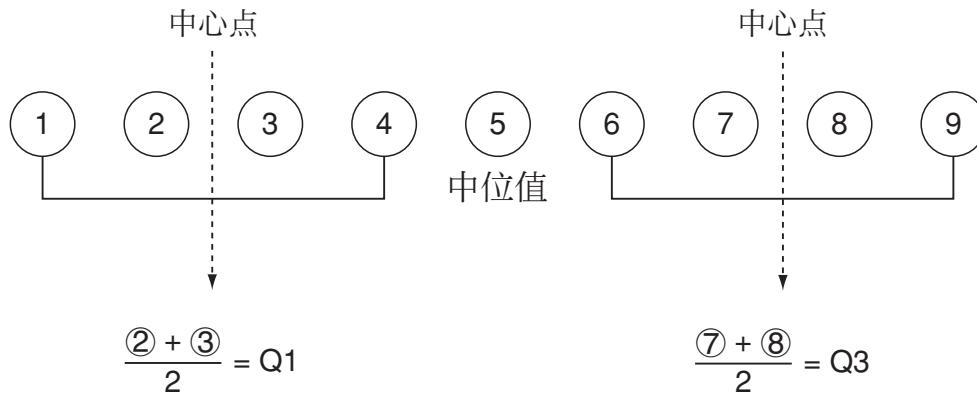 中心点 中心点
1 2 3 4 5 6 7 8 9
中位值
(②+③)/2 = Q1 (⑦+⑧)/2 = Q3